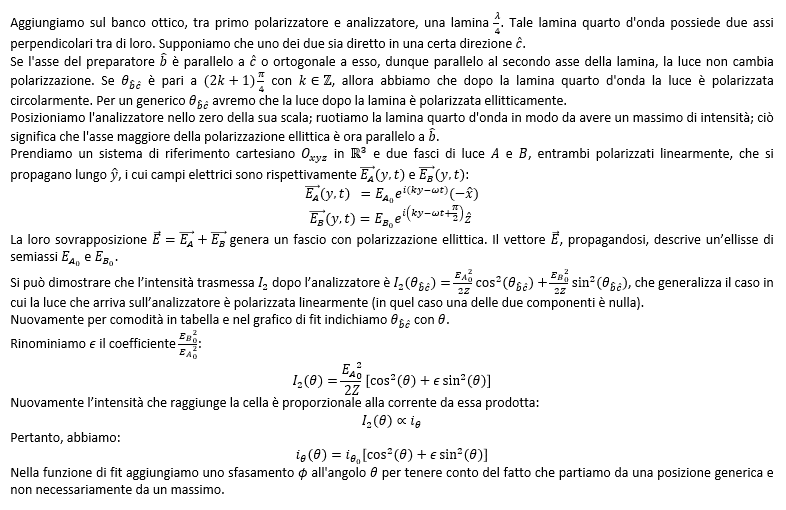 Aggiungiamo sul banco ottico, tra primo polarizzatore e analizzatore, una lamina λ/4. Tale lamina quarto d'onda possiede due assi
perpendicolari tra di loro. Supponiamo che uno dei due sia diretto in una certa direzione ĉ.
Se l'asse del preparatore b̂ è parallelo a ĉ o ortogonale a esso, dunque parallelo al secondo asse della lamina, la luce non cambia
polarizzazione. Se θ_b̂ĉ è pari a (2k + 1)π/4 con k ∈ ℤ, allora abbiamo che dopo la lamina quarto d'onda la luce è polarizzata
circolarmente. Per un generico θ_b̂ĉ avremo che la luce dopo la lamina è polarizzata ellitticamente.
Posizioniamo l'analizzatore nello zero della sua scala; ruotiamo la lamina quarto d'onda in modo da avere un massimo di intensità; ciò
significa che l'asse maggiore della polarizzazione ellittica è ora parallelo a b̂.
Prendiamo un sistema di riferimento cartesiano O_xyz in ℝ³ e due fasci di luce A e B, entrambi polarizzati linearmente, che si
propagano lungo ŷ, i cui campi elettrici sono rispettivamente E⃗_A(y, t) e E⃗_B(y, t):
E⃗_A(y, t) = E_A₀ e^i(ky−ωt)(−x̂)
E⃗_B(y, t) = E_B₀ e^i(ky−ωt+π/2) ẑ
La loro sovrapposizione E⃗ = E⃗_A + E⃗_B genera un fascio con polarizzazione ellittica. Il vettore E⃗, propagandosi, descrive un'ellisse di
semiassi E_A₀ e E_B₀.
Si può dimostrare che l'intensità trasmessa I₂ dopo l'analizzatore è I₂(θ_b̂ĉ) = E_A₀²/2Z cos²(θ_b̂ĉ) + E_B₀²/2Z sin²(θ_b̂ĉ), che generalizza il caso in
cui la luce che arriva sull'analizzatore è polarizzata linearmente (in quel caso una delle due componenti è nulla).
Nuovamente per comodità in tabella e nel grafico di fit indichiamo θ_b̂ĉ con θ.
Rinominiamo ϵ il coefficiente E_B₀²/E_A₀²:
I₂(θ) = E_A₀²/2Z [cos²(θ) + ϵ sin²(θ)]
Nuovamente l'intensità che raggiunge la cella è proporzionale alla corrente da essa prodotta:
I₂(θ) ∝ i_θ
Pertanto, abbiamo:
i_θ(θ) = i_θ₀[cos²(θ) + ϵ sin²(θ)]
Nella funzione di fit aggiungiamo uno sfasamento ϕ all'angolo θ per tenere conto del fatto che partiamo da una posizione generica e
non necessariamente da un massimo.